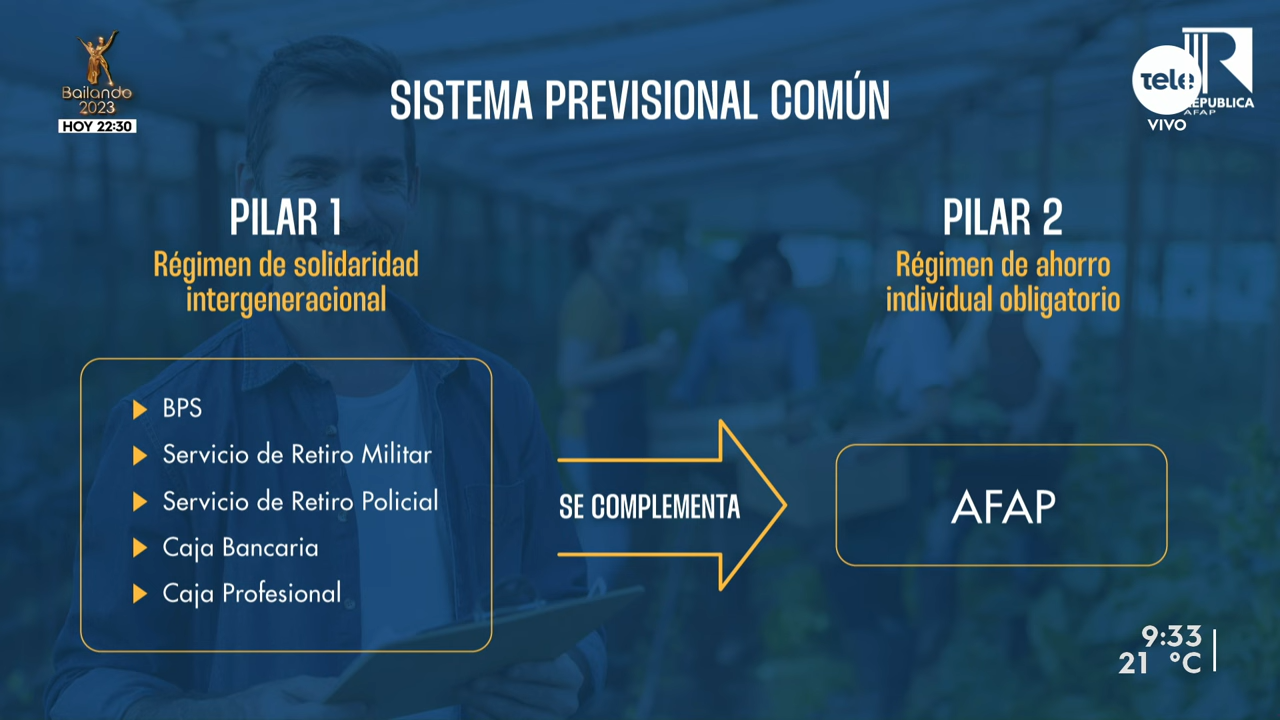 Bailando
2023
HOY 22:30
SISTEMA PREVISIONAL COMÚN
R
tele
REPUBLICA
AFAP
VIVO
PILAR 1
Régimen de solidaridad
intergeneracional
BPS
Servicio de Retiro Militar
Servicio de Retiro Policial
Caja Bancaria
Caja Profesional
SE COMPLEMENTA
PILAR 2
Régimen de ahorro
individual obligatorio
AFAP
9:33
21 °C